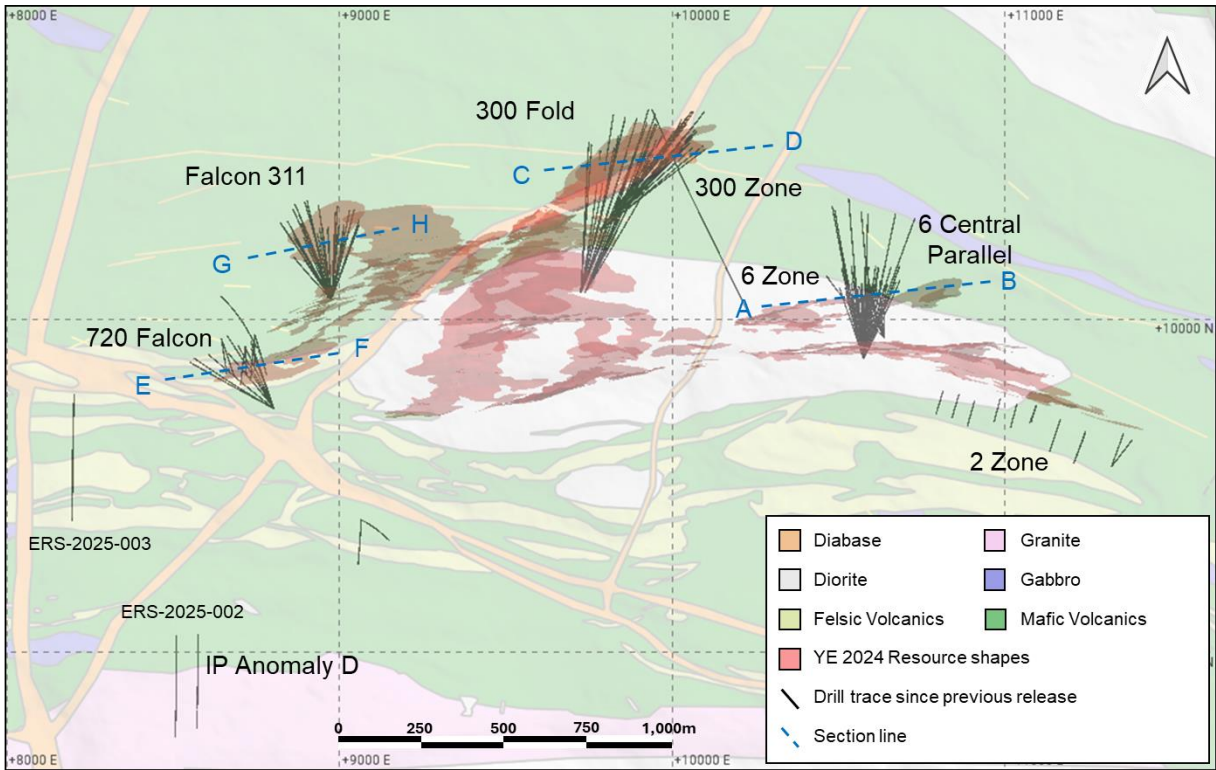 +8000 E
+9000 E
+10000 E
+11000 E
300 Fold
C
D
Falcon 311
300 Zone
G
H
6 Central
Parallel
6 Zone
A
B
+10000 N
720 Falcon
E
F
2 Zone
ERS-2025-003
ERS-2025-002
IP Anomaly D
Diabase
Granite
Diorite
Gabbro
Felsic Volcanics
Mafic Volcanics
YE 2024 Resource shapes
Drill trace since previous release
Section line
0 250 500 750 1,000m
+8000 E
+9000 E
+10000 E